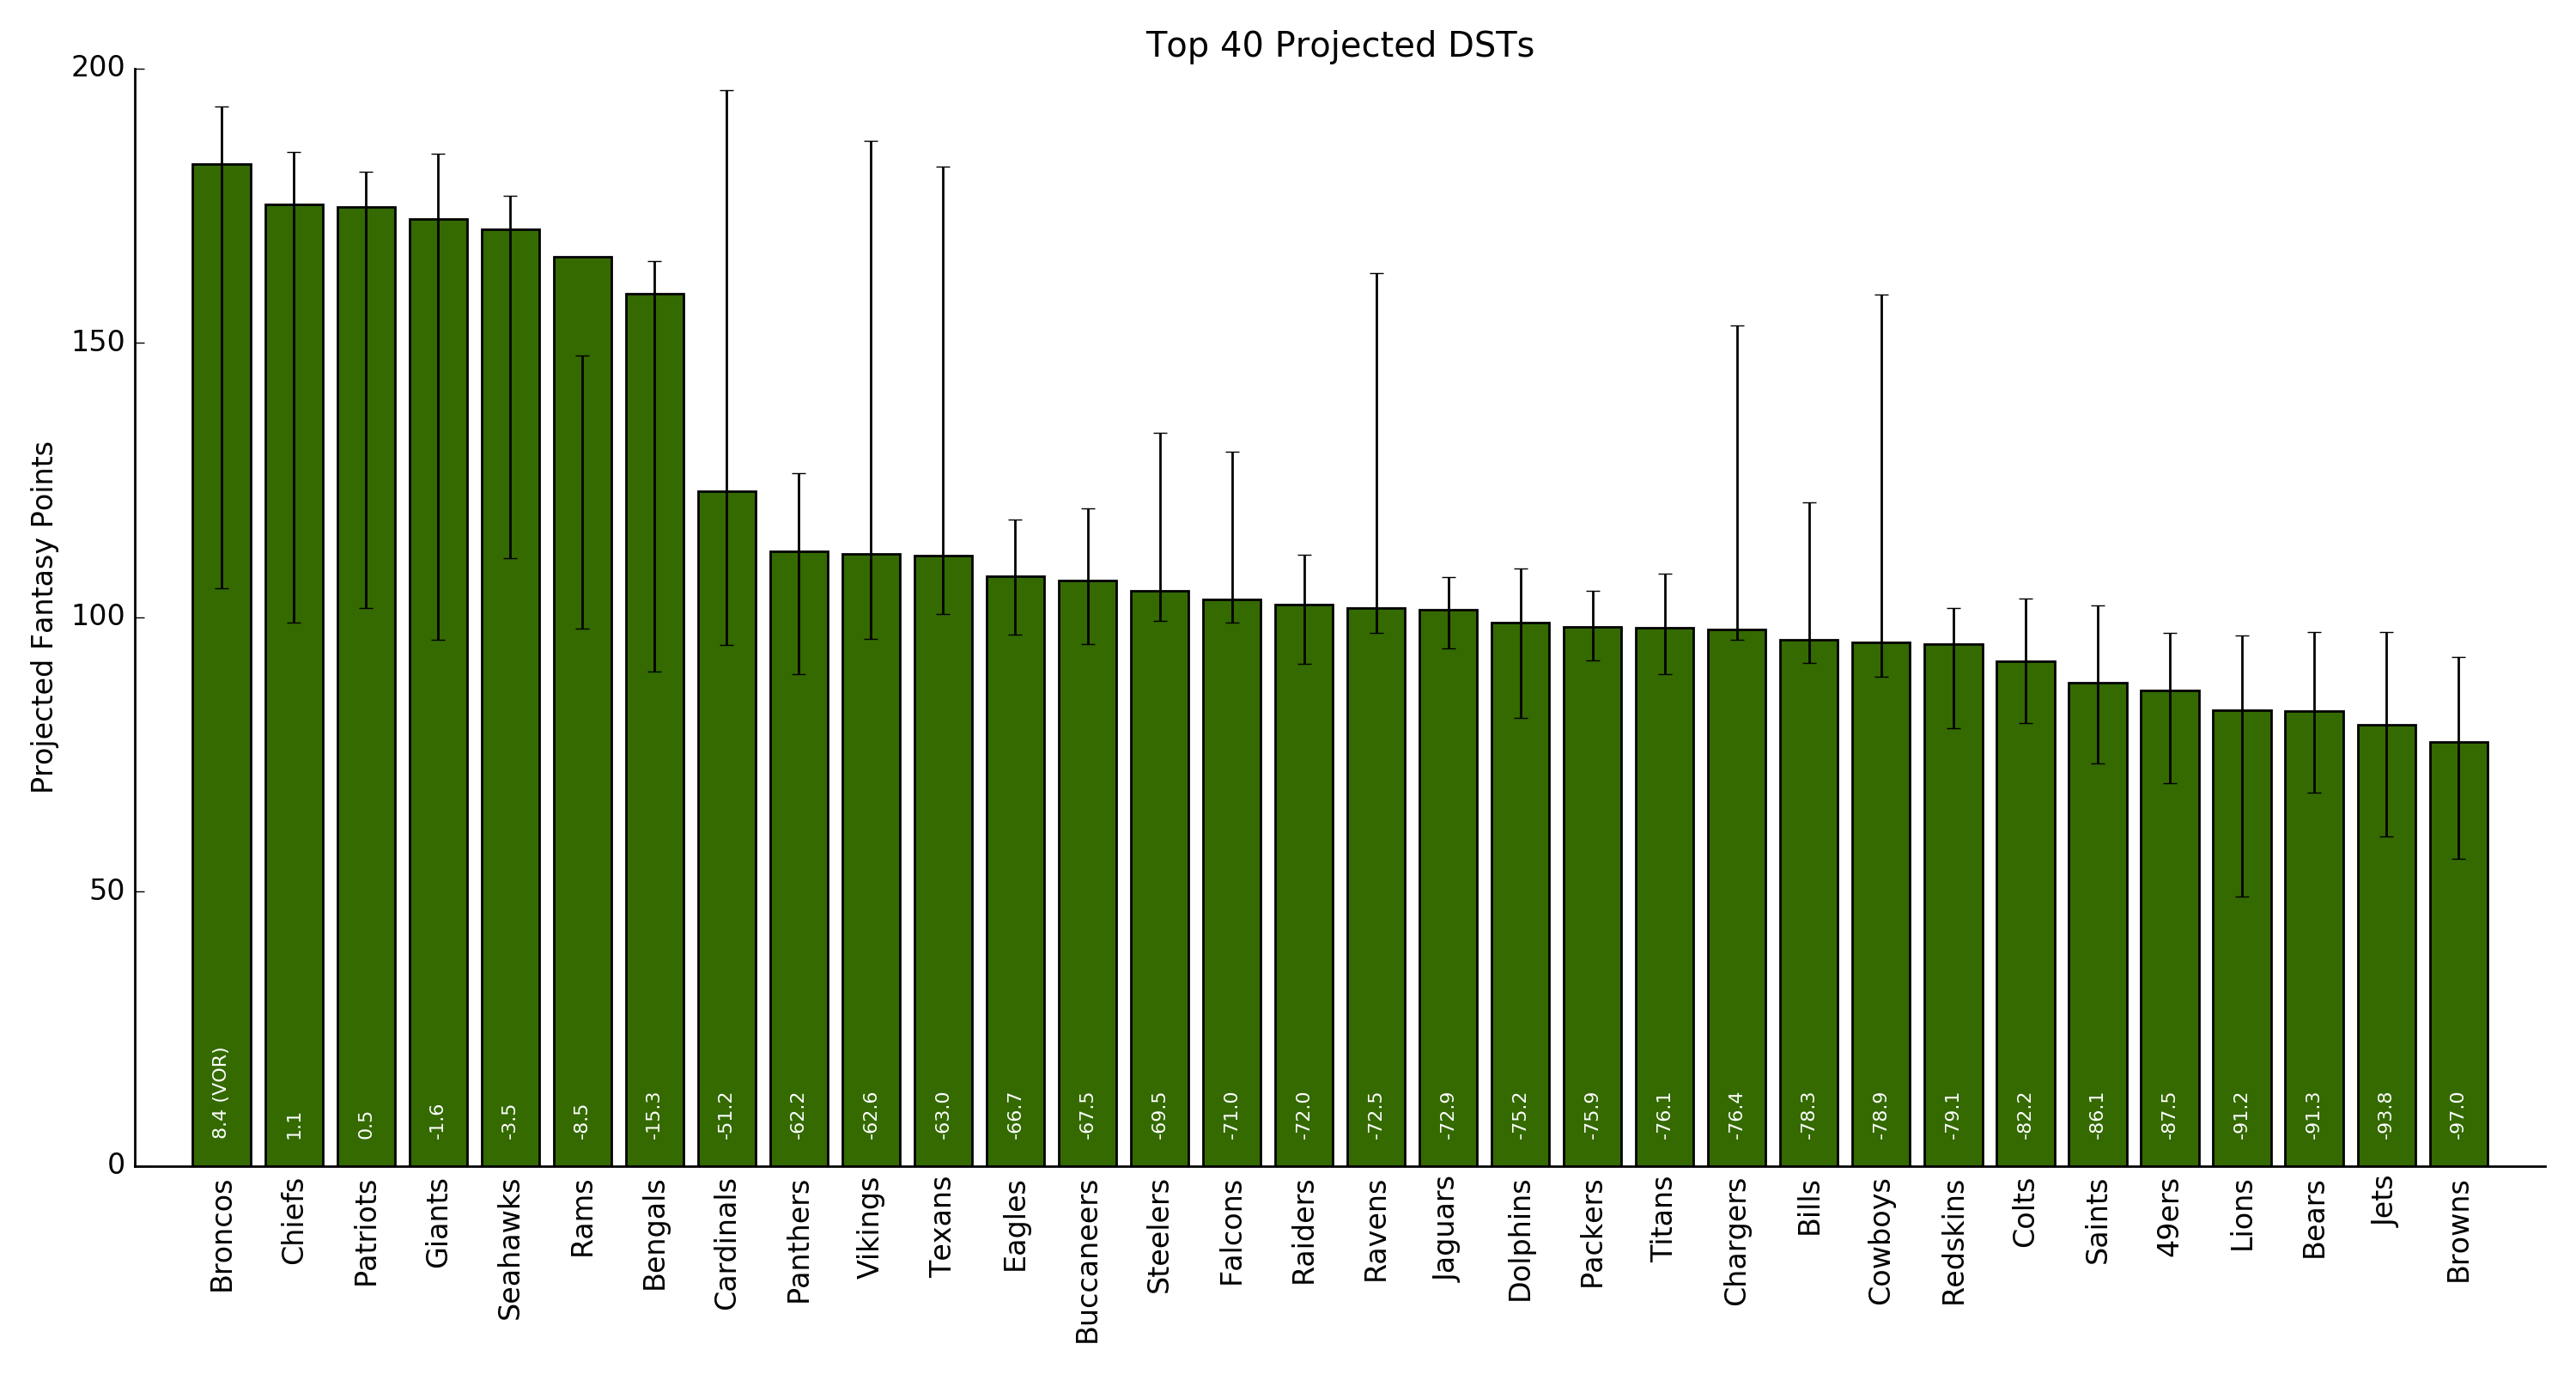 Top 40 Projected DSTs
Projected Fantasy Points
200
150
100
50
0
8.4 (VOR)
1.1
0.5
-1.6
-3.5
-8.5
-15.3
-51.2
-62.2
-62.6
-63.0
-66.7
-67.5
-69.5
-71.0
-72.0
-72.5
-72.9
-75.2
-75.9
-76.1
-76.4
-78.3
-78.9
-79.1
-82.2
-86.1
-87.5
-91.2
-91.3
-93.8
-97.0
Broncos
Chiefs
Patriots
Giants
Seahawks
Rams
Bengals
Cardinals
Panthers
Vikings
Texans
Eagles
Buccaneers
Steelers
Falcons
Raiders
Ravens
Jaguars
Dolphins
Packers
Titans
Chargers
Bills
Cowboys
Redskins
Colts
Saints
49ers
Lions
Bears
Jets
Browns